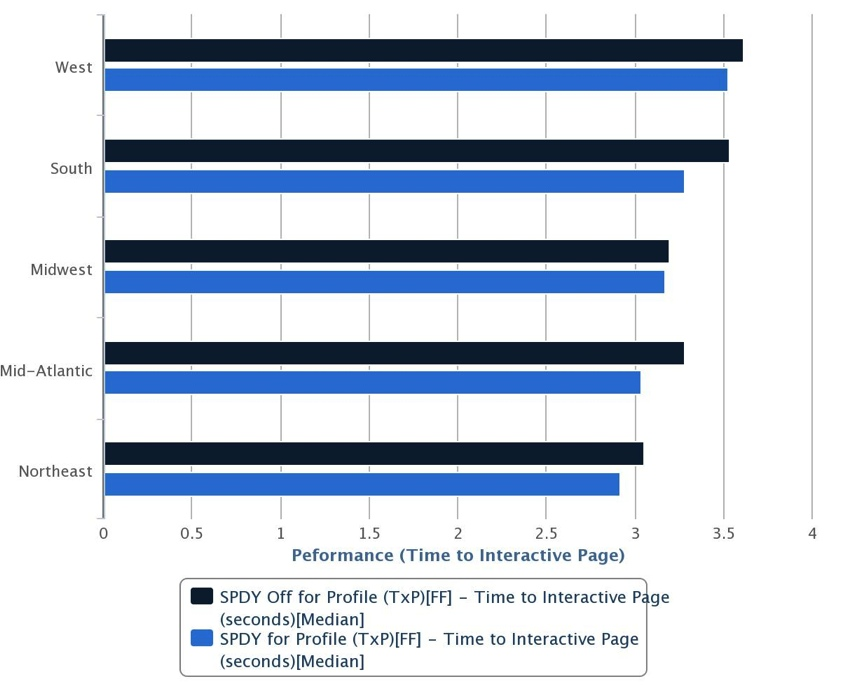 West
South
Midwest
Mid-Atlantic
Northeast
0 0.5 1 1.5 2 2.5 3 3.5 4
Peformance (Time to Interactive Page)
SPDY Off for Profile (TxP)[FF] - Time to Interactive Page
(seconds)[Median]
SPDY for Profile (TxP)[FF] - Time to Interactive Page
(seconds)[Median]